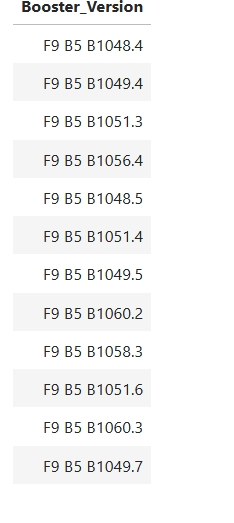 Booster_Version
F9 B5 B1048.4
F9 B5 B1049.4
F9 B5 B1051.3
F9 B5 B1056.4
F9 B5 B1048.5
F9 B5 B1051.4
F9 B5 B1049.5
F9 B5 B1060.2
F9 B5 B1058.3
F9 B5 B1051.6
F9 B5 B1060.3
F9 B5 B1049.7